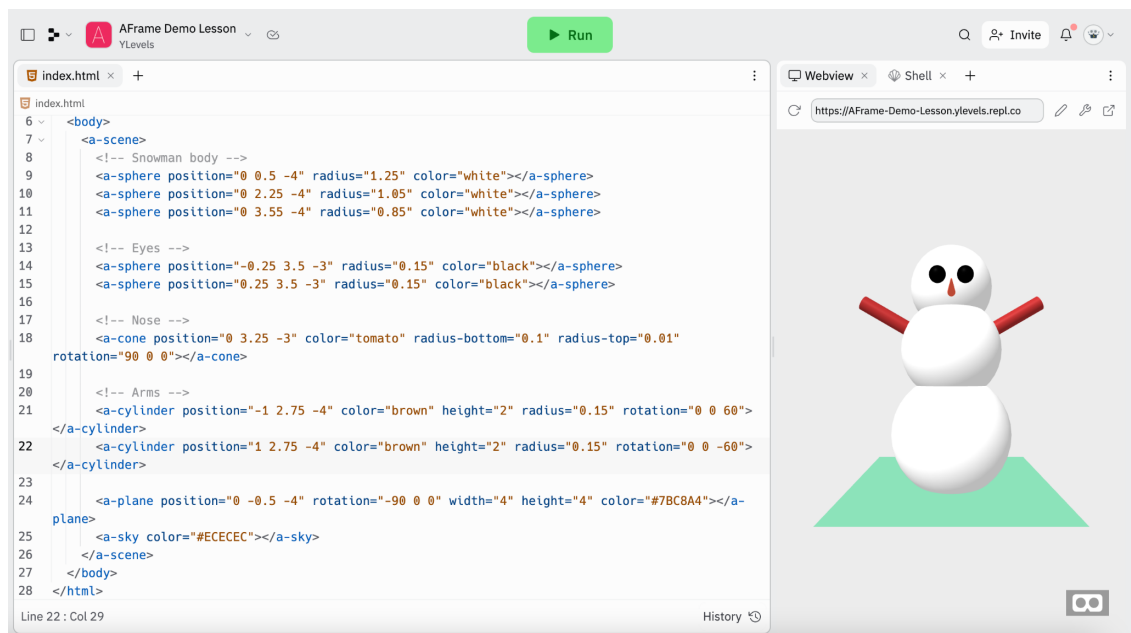 AFrame Demo Lesson
YLevels
Run
Invite
index.html
Webview
Shell
index.html
https://AFrame-Demo-Lesson.ylevels.repl.co
6 <body>
7 <a-scene>
8 <!-- Snowman body -->
9 <a-sphere position="0 0.5 -4" radius="1.25" color="white"></a-sphere>
10 <a-sphere position="0 2.25 -4" radius="1.05" color="white"></a-sphere>
11 <a-sphere position="0 3.55 -4" radius="0.85" color="white"></a-sphere>
12
13 <!-- Eyes -->
14 <a-sphere position="-0.25 3.5 -3" radius="0.15" color="black"></a-sphere>
15 <a-sphere position="0.25 3.5 -3" radius="0.15" color="black"></a-sphere>
16
17 <!-- Nose -->
18 <a-cone position="0 3.25 -3" color="tomato" radius-bottom="0.1" radius-top="0.01"
rotation="90 0 0"></a-cone>
19
20 <!-- Arms -->
21 <a-cylinder position="-1 2.75 -4" color="brown" height="2" radius="0.15" rotation="0 0 60">
</a-cylinder>
22 <a-cylinder position="1 2.75 -4" color="brown" height="2" radius="0.15" rotation="0 0 -60">
</a-cylinder>
23
24 <a-plane position="0 -0.5 -4" rotation="-90 0 0" width="4" height="4" color="#7BC8A4"></a-
plane>
25 <a-sky color="#ECECEC"></a-sky>
26 </a-scene>
27 </body>
28 </html>
Line 22 : Col 29
History